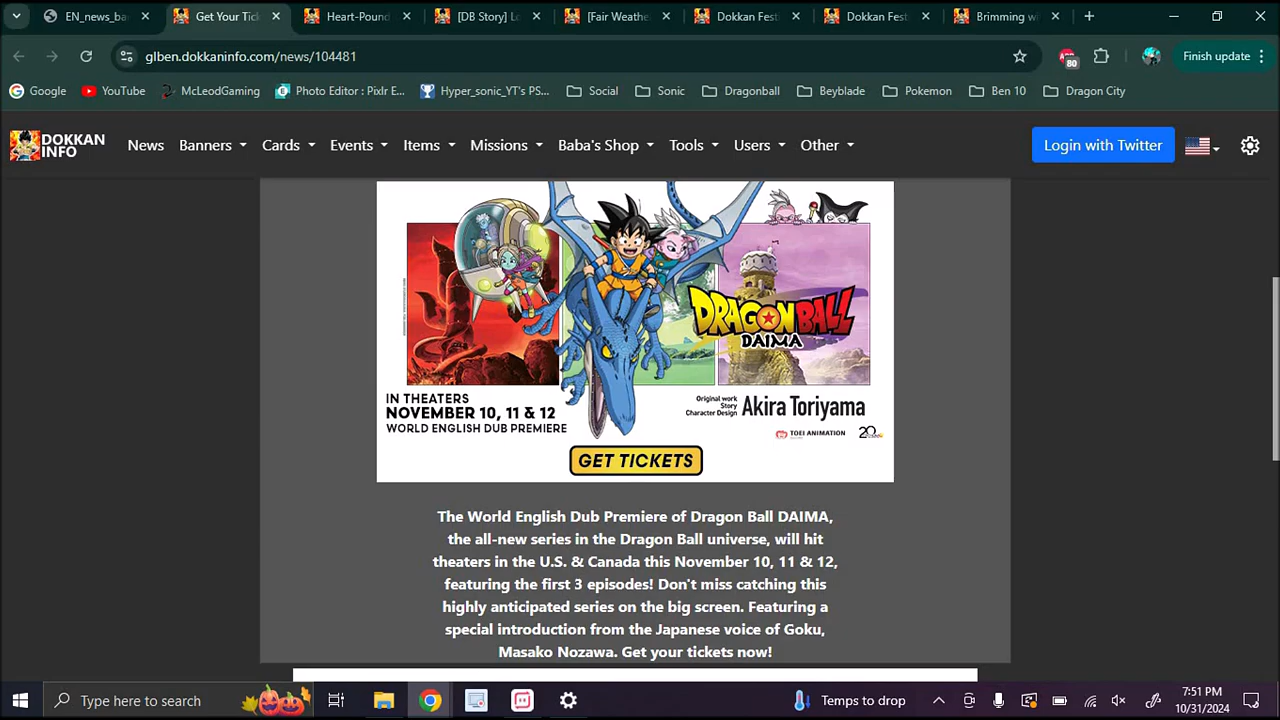 EN_news_ba
Get Your Tic
Heart-Pound
[DB Story] L
[Fair Weathe
Dokkan Festi
Dokkan Festi
Brimming wi
glben.dokkaninfo.com/news/104481
80
Finish update
Google
YouTube
McLeodGaming
Photo Editor : Pixlr E...
Hyper_sonic_YT's PS...
Social
Sonic
Dragonball
Beyblade
Pokemon
Ben 10
Dragon City
DOKKAN
INFO
News
Banners
Cards
Events
Items
Missions
Baba's Shop
Tools
Users
Other
Login with Twitter
DRAGON BALL
DAIMA
IN THEATERS
NOVEMBER 10, 11 & 12
WORLD ENGLISH DUB PREMIERE
Original work
Story
Character Design
Akira Toriyama
TOEI ANIMATION
GET TICKETS
The World English Dub Premiere of Dragon Ball DAIMA,
the all-new series in the Dragon Ball universe, will hit
theaters in the U.S. & Canada this November 10, 11 & 12,
featuring the first 3 episodes! Don't miss catching this
highly anticipated series on the big screen. Featuring a
special introduction from the Japanese voice of Goku,
Masako Nozawa. Get your tickets now!
Type here to search
Temps to drop
7:51 PM
10/31/2024